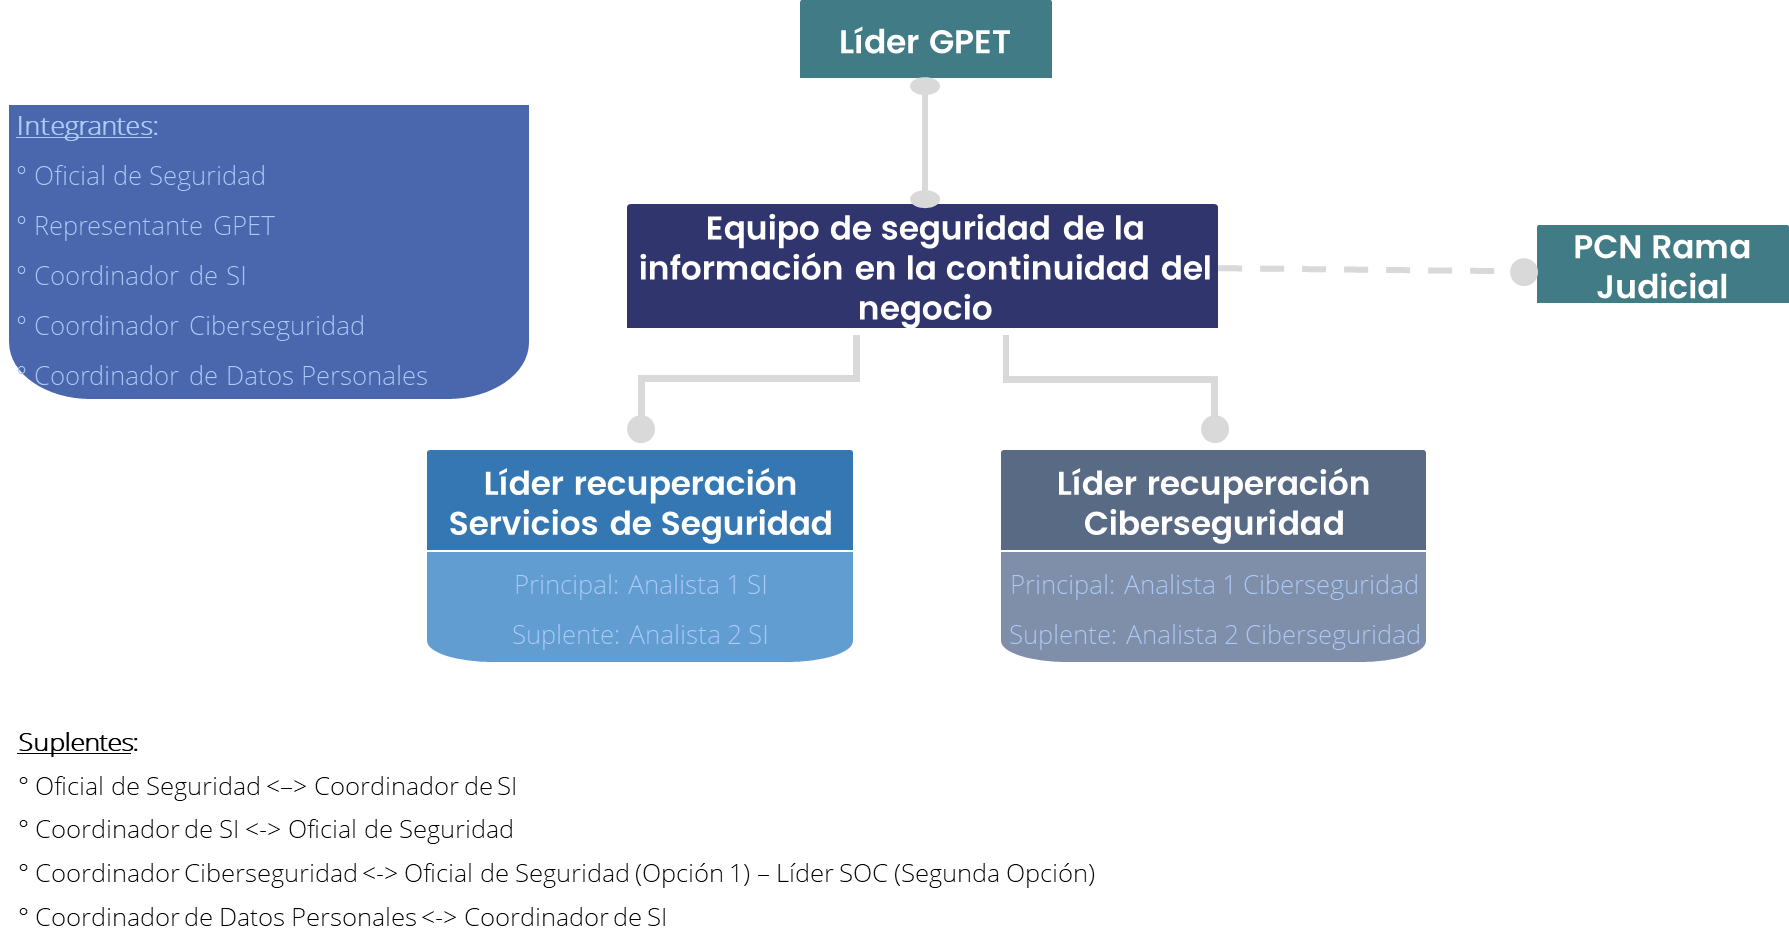 Líder GPET
Integrantes:
° Oficial de Seguridad
° Representante GPET
° Coordinador de SI
° Coordinador Ciberseguridad
° Coordinador de Datos Personales
Equipo de seguridad de la
información en la continuidad del
negocio
PCN Rama
Judicial
Líder recuperación
Servicios de Seguridad
Principal: Analista 1 SI
Suplente: Analista 2 SI
Líder recuperación
Ciberseguridad
Principal: Analista 1 Ciberseguridad
Suplente: Analista 2 Ciberseguridad
Suplentes:
° Oficial de Seguridad <–> Coordinador de SI
° Coordinador de SI <-> Oficial de Seguridad
° Coordinador Ciberseguridad <-> Oficial de Seguridad (Opción 1) – Líder SOC (Segunda Opción)
° Coordinador de Datos Personales <-> Coordinador de SI